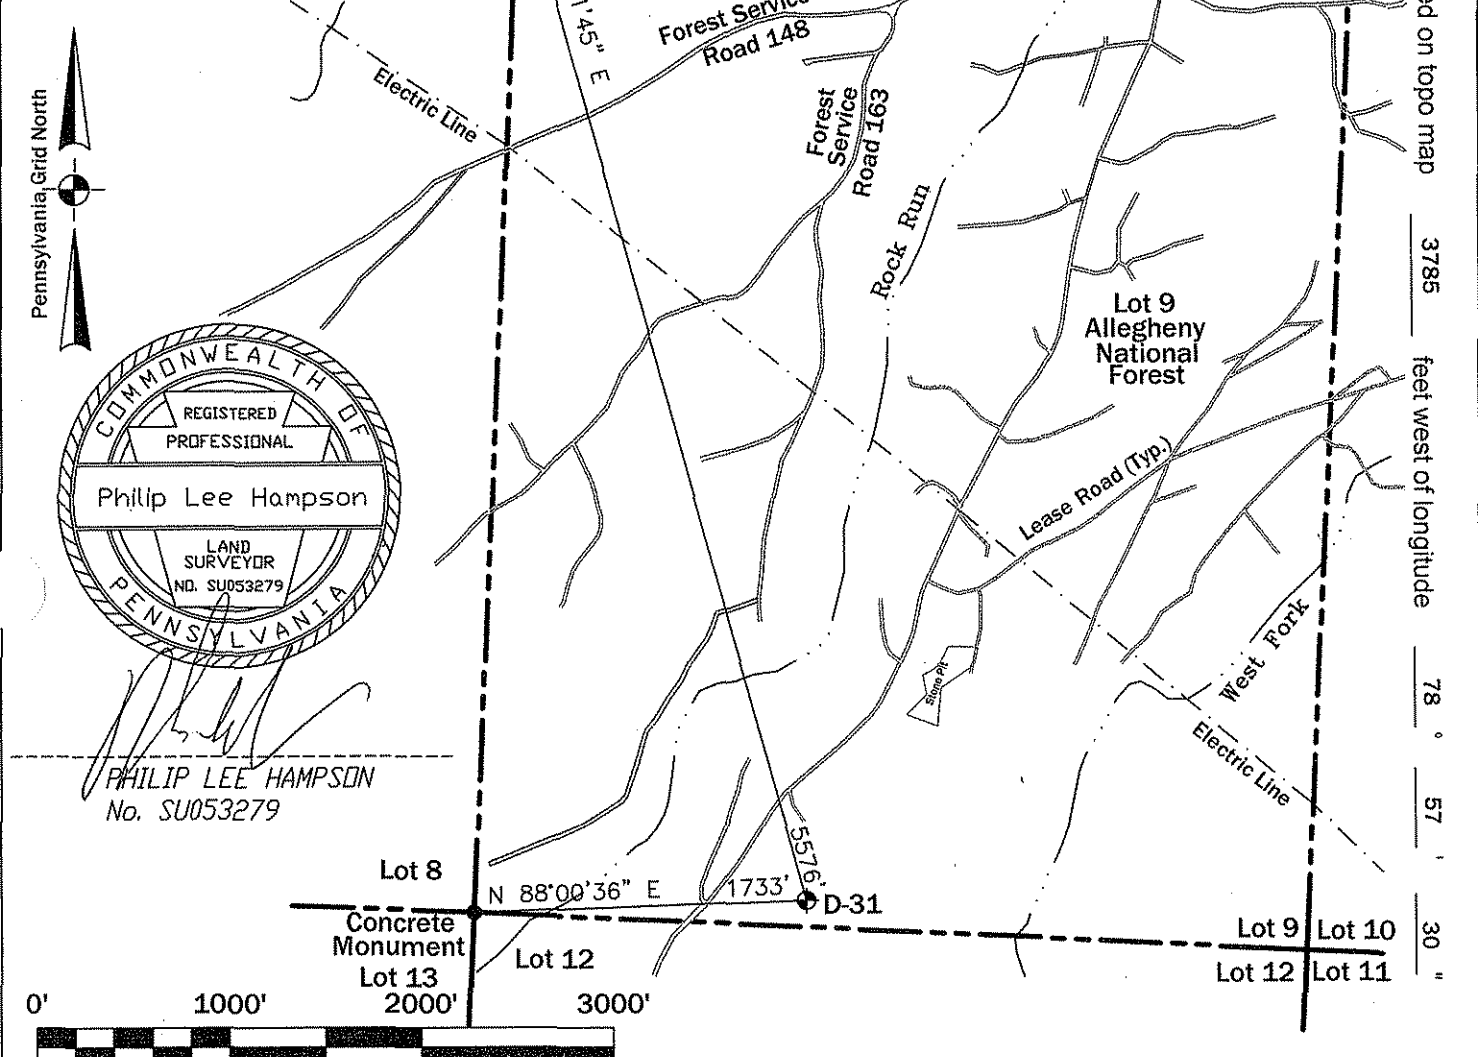 Forest Service
Road 148
1'45" E
Electric Line
Forest
Service
Road 163
Rock Run
Pennsylvania Grid North
Lot 9
Allegheny
National
Forest
Lease Road (Typ.)
Stone Pit
West Fork
Electric Line
COMMONWEALTH OF
REGISTERED
PROFESSIONAL
Philip Lee Hampson
LAND
SURVEYOR
NO. SU053279
PENNSYLVANIA
PHILIP LEE HAMPSON
No. SU053279
Lot 8
N 88°00'36" E 1733'
5576'
D-31
Concrete
Monument
Lot 13
Lot 12
Lot 9
Lot 10
Lot 12
Lot 11
0' 1000' 2000' 3000'
ed on topo map 3785 feet west of longitude 78 ° 57 ' 30 "